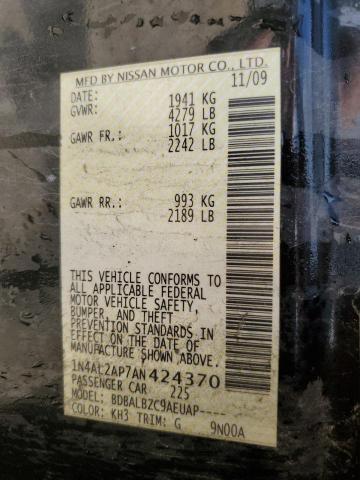 MFD BY NISSAN MOTOR CO., LTD.
DATE: 11/09
GVWR: 1941 KG
4279 LB
GAWR FR.: 1017 KG
2242 LB
GAWR RR.: 993 KG
2189 LB
THIS VEHICLE CONFORMS TO
ALL APPLICABLE FEDERAL
MOTOR VEHICLE SAFETY,
BUMPER, AND THEFT
PREVENTION STANDARDS IN
EFFECT ON THE DATE OF
MANUFACTURE SHOWN ABOVE.
1N4AL2AP7AN424370
PASSENGER CAR 225
MODEL: BDBALBZC9AEUAP----
COLOR: KH3 TRIM: G 9N00A